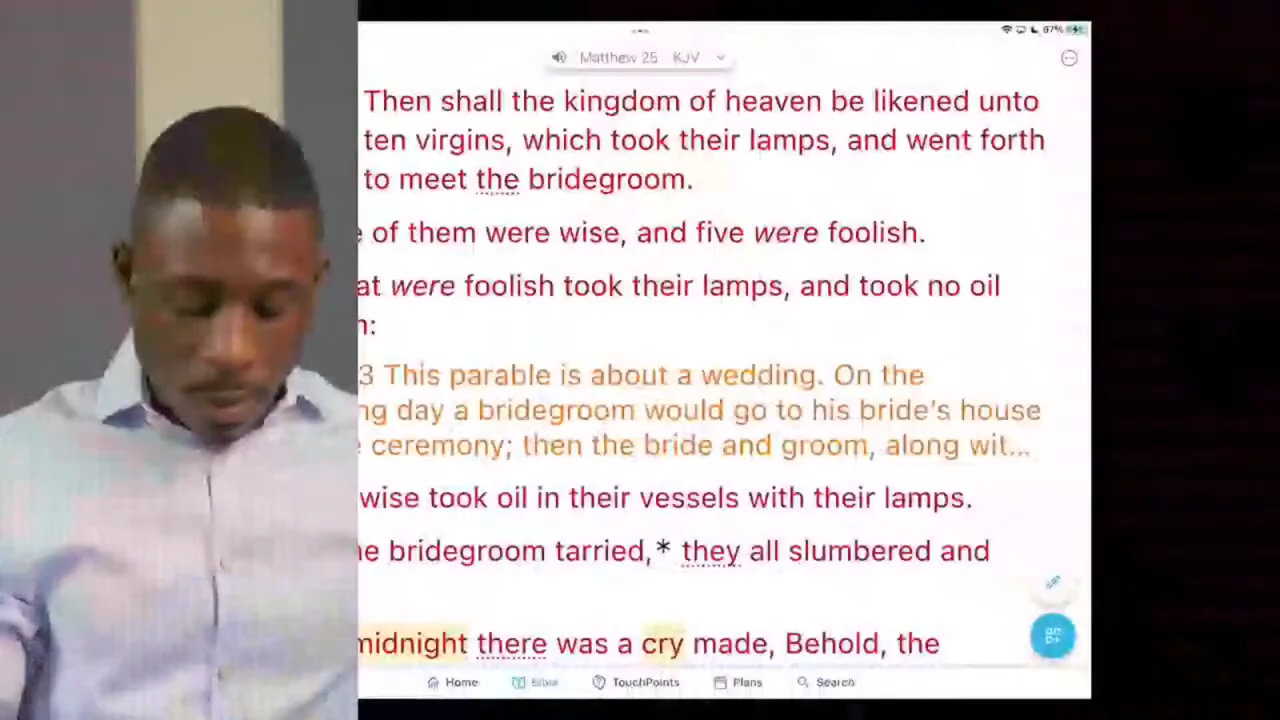 Matthew 25 KJV
87%
Then shall the kingdom of heaven be likened unto
ten virgins, which took their lamps, and went forth
to meet the bridegroom.
of them were wise, and five were foolish.
at were foolish took their lamps, and took no oil
:
3 This parable is about a wedding. On the
ng day a bridegroom would go to his bride's house
ceremony; then the bride and groom, along wit...
wise took oil in their vessels with their lamps.
he bridegroom tarried,* they all slumbered and
midnight there was a cry made, Behold, the
Home Bible TouchPoints Plans Search